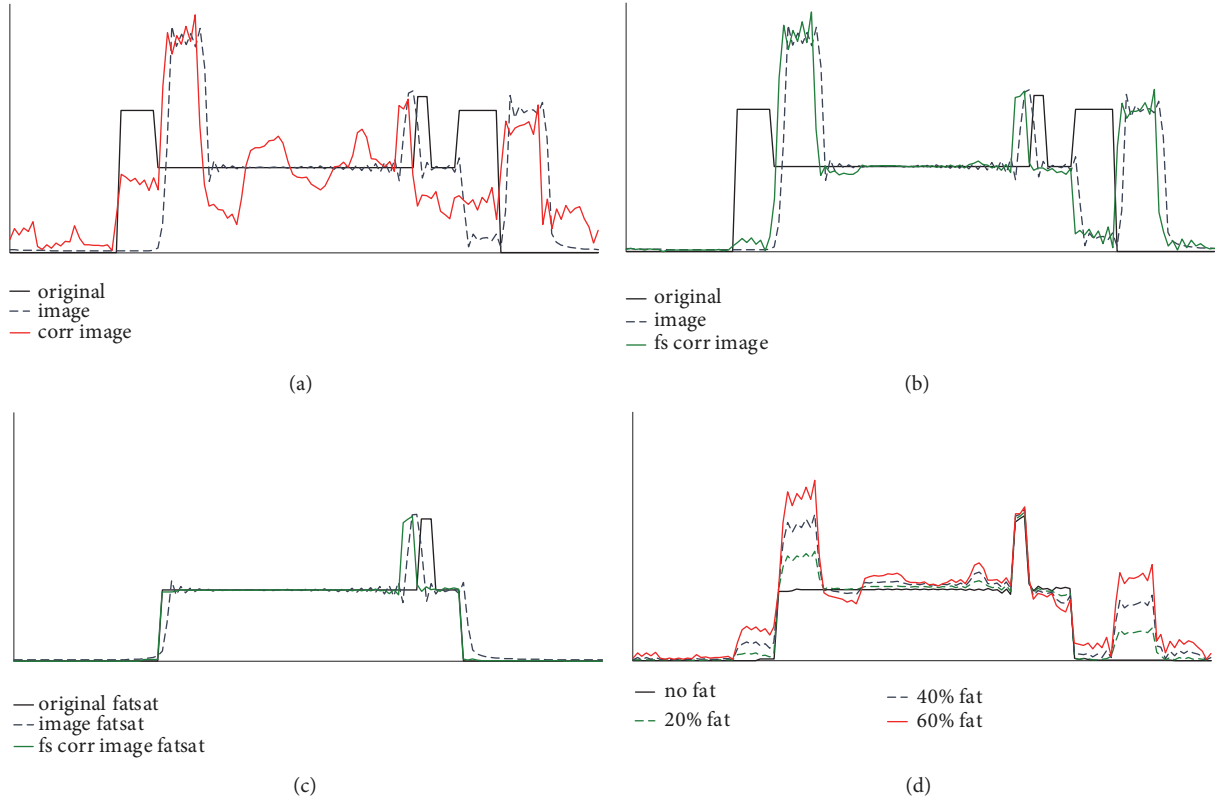 original
image
corr image
(a)
original
image
fs corr image
(b)
original fatsat
image fatsat
fs corr image fatsat
(c)
no fat
20% fat
40% fat
60% fat
(d)